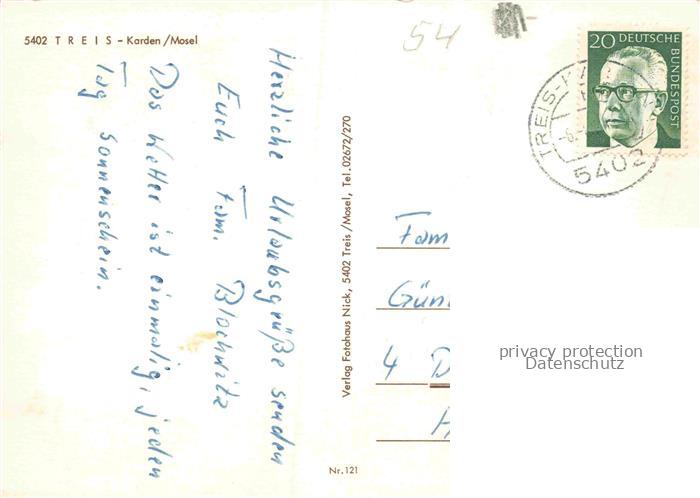 5402 TREIS - Karden/Mosel
54
20 DEUTSCHE BUNDESPOST
TREIS-K
5402
Herzliche Urlaubsgrüße senden
Euch Fam. Blochwitz
Das Wetter ist einmalig, jeden
Tag Sonnenschein.
Verlag Fotohaus Nick, 5402 Treis/Mosel, Tel. 02672/270
Fam
Gün
4 D
H
privacy protection
Datenschutz
Nr. 121